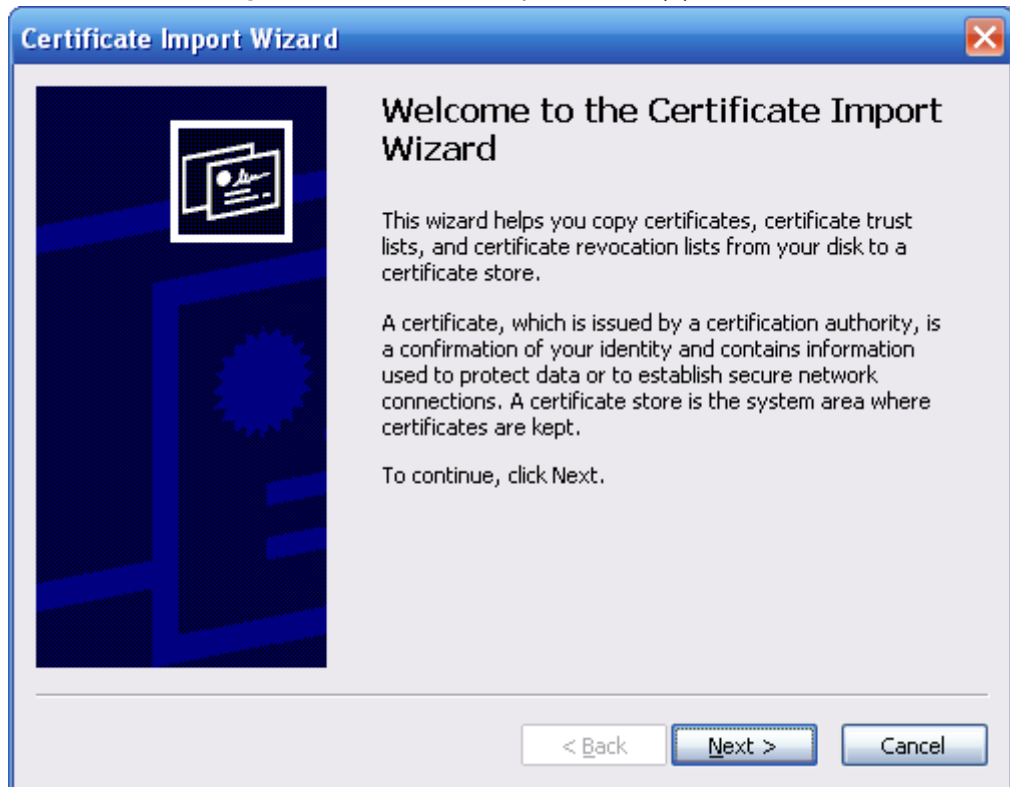 Certificate Import Wizard
Welcome to the Certificate Import
Wizard
This wizard helps you copy certificates, certificate trust
lists, and certificate revocation lists from your disk to a
certificate store.
A certificate, which is issued by a certification authority, is
a confirmation of your identity and contains information
used to protect data or to establish secure network
connections. A certificate store is the system area where
certificates are kept.
To continue, click Next.
< Back Next > Cancel